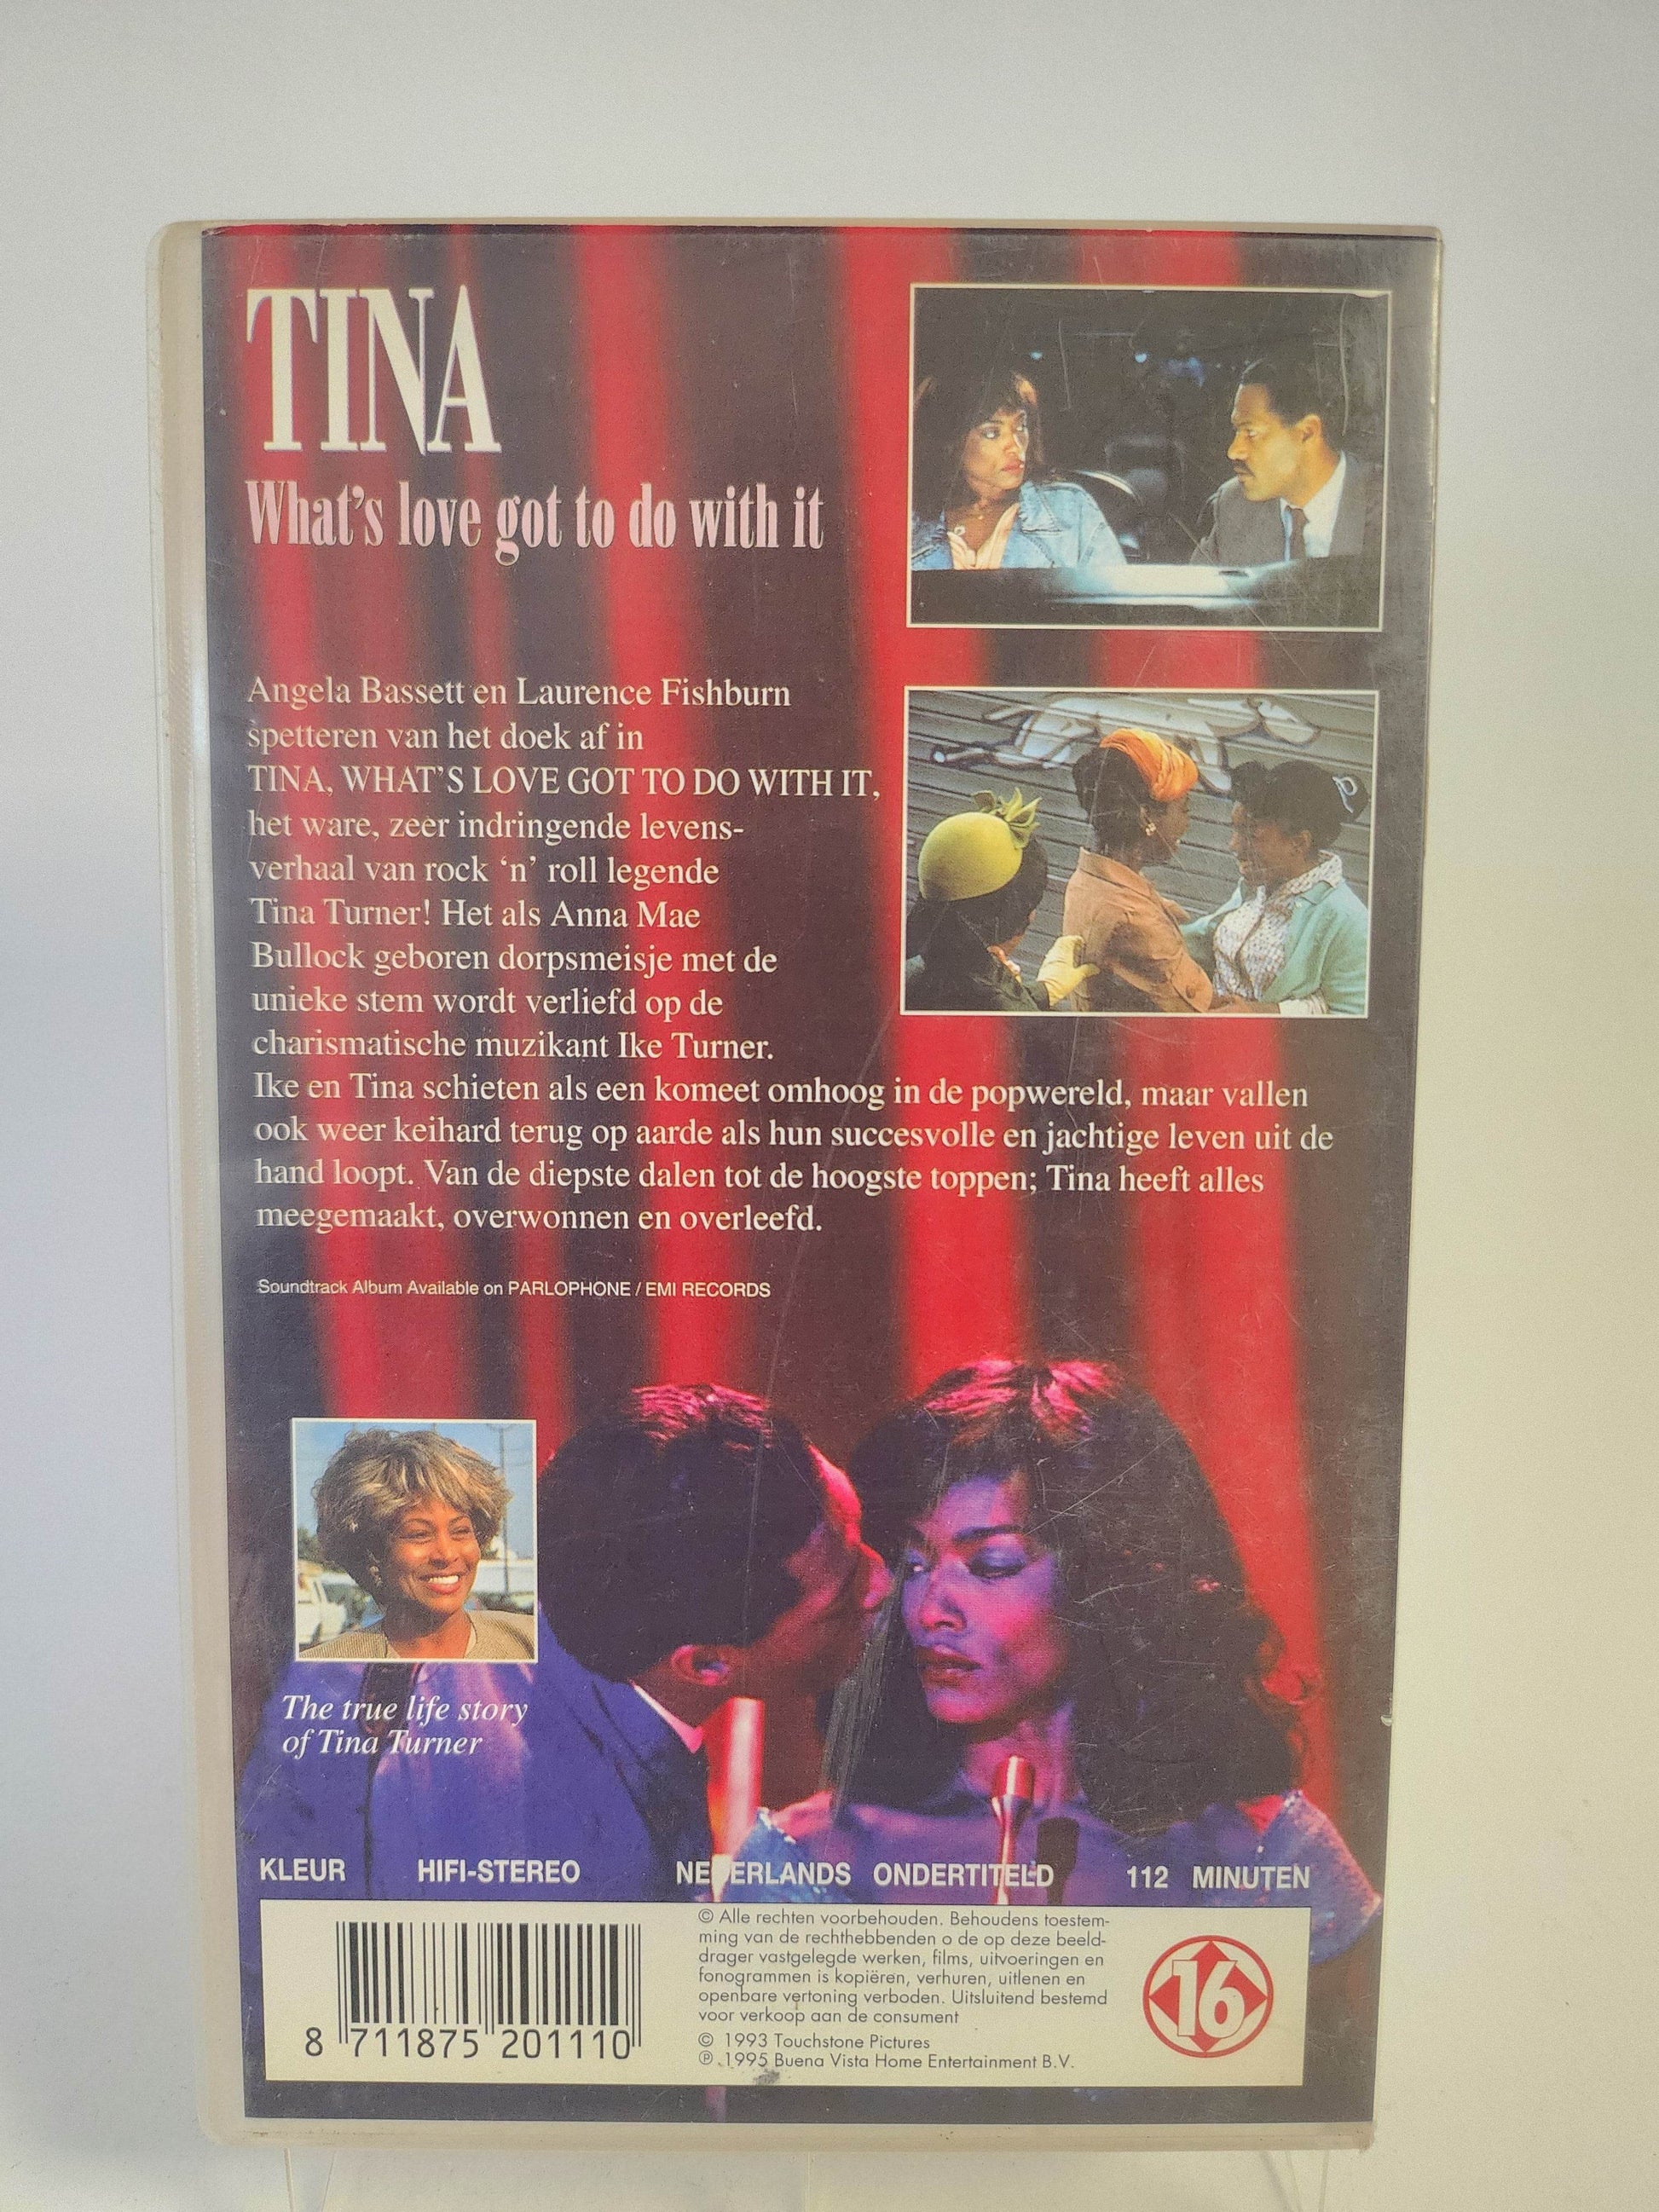 TINA
What's love got to do with it
Angela Bassett en Laurence Fishburn
spetteren van het doek af in
TINA, WHAT'S LOVE GOT TO DO WITH IT,
het ware, zeer indringende levens-
verhaal van rock ‘n’ roll legende
Tina Turner! Het als Anna Mae
Bullock geboren dorpsmeisje met de
unieke stem wordt verliefd op de
charismatische muzikant Ike Turner.
Ike en Tina schieten als een komeet omhoog in de popwereld, maar vallen
ook weer keihard terug op aarde als hun succesvolle en jachtige leven uit de
hand loopt. Van de diepste dalen tot de hoogste toppen; Tina heeft alles
meegemaakt, overwonnen en overleefd.
Soundtrack Album Available on PARLOPHONE / EMI RECORDS
The true life story
of Tina Turner
KLEUR HIFI-STEREO NEDERLANDS ONDERTITELD 112 MINUTEN
© Alle rechten voorbehouden. Behoudens toestem-
ming van de rechthebbenden o de op deze beeld-
drager vastgelegde werken, films, uitvoeringen en
fonogrammen is kopiëren, verhuren, uitlenen en
openbare vertoning verboden. Uitsluitend bestemd
voor verkoop aan de consument
© 1993 Touchstone Pictures
℗ 1995 Buena Vista Home Entertainment B.V.
8 711875 201110
16